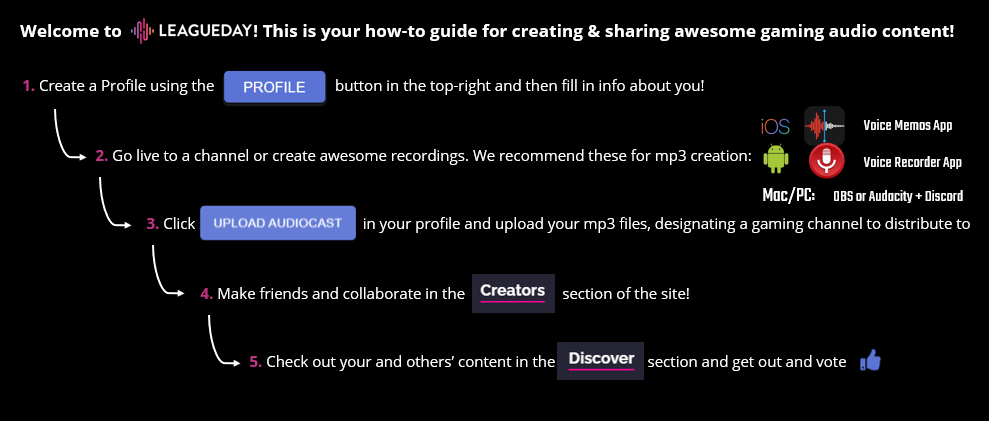 Welcome to LEAGUEDAY! This is your how-to guide for creating & sharing awesome gaming audio content!
1. Create a Profile using the PROFILE button in the top-right and then fill in info about you!
iOS Voice Memos App
2. Go live to a channel or create awesome recordings. We recommend these for mp3 creation:
Voice Recorder App
Mac/PC: OBS or Audacity + Discord
3. Click UPLOAD AUDIOCAST in your profile and upload your mp3 files, designating a gaming channel to distribute to
4. Make friends and collaborate in the Creators section of the site!
5. Check out your and others’ content in the Discover section and get out and vote